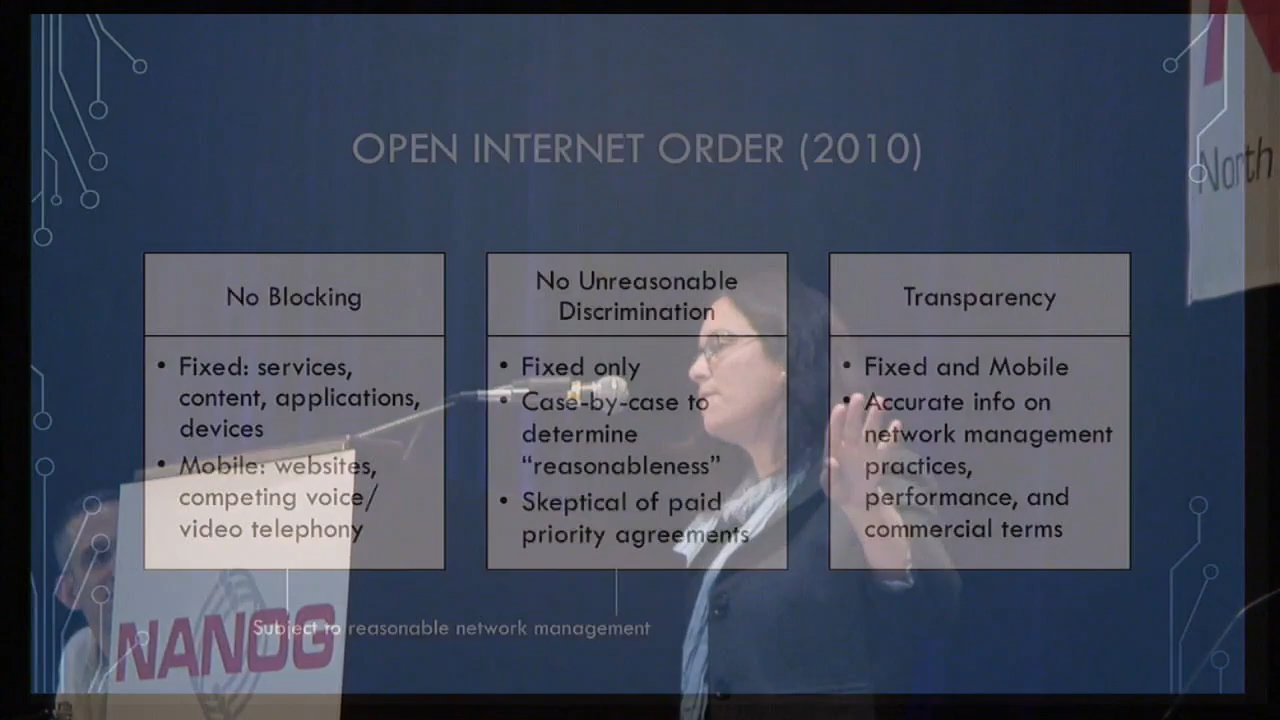 OPEN INTERNET ORDER (2010)
No Blocking
• Fixed: services,
content, applications,
devices
• Mobile: websites,
competing voice/
video telephony
No Unreasonable
Discrimination
• Fixed only
• Case-by-case to
determine
“reasonableness”
• Skeptical of paid
priority agreements
Transparency
• Fixed and Mobile
• Accurate info on
network management
practices,
performance, and
commercial terms
Subject to reasonable network management
NANOG
N
North